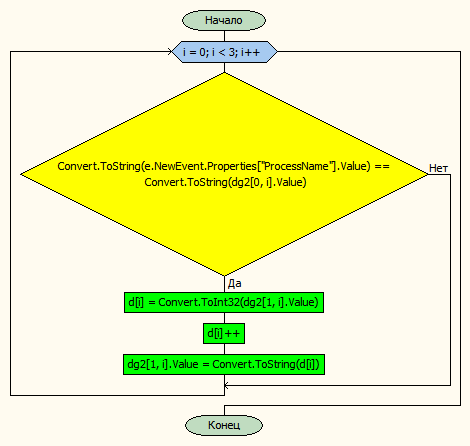 Начало
i = 0; i < 3; i++
Convert.ToString(e.NewEvent.Properties["ProcessName"].Value) ==
Convert.ToString(dg2[0, i].Value)
Нет
Да
d[i] = Convert.ToInt32(dg2[1, i].Value)
d[i]++
dg2[1, i].Value = Convert.ToString(d[i])
Конец